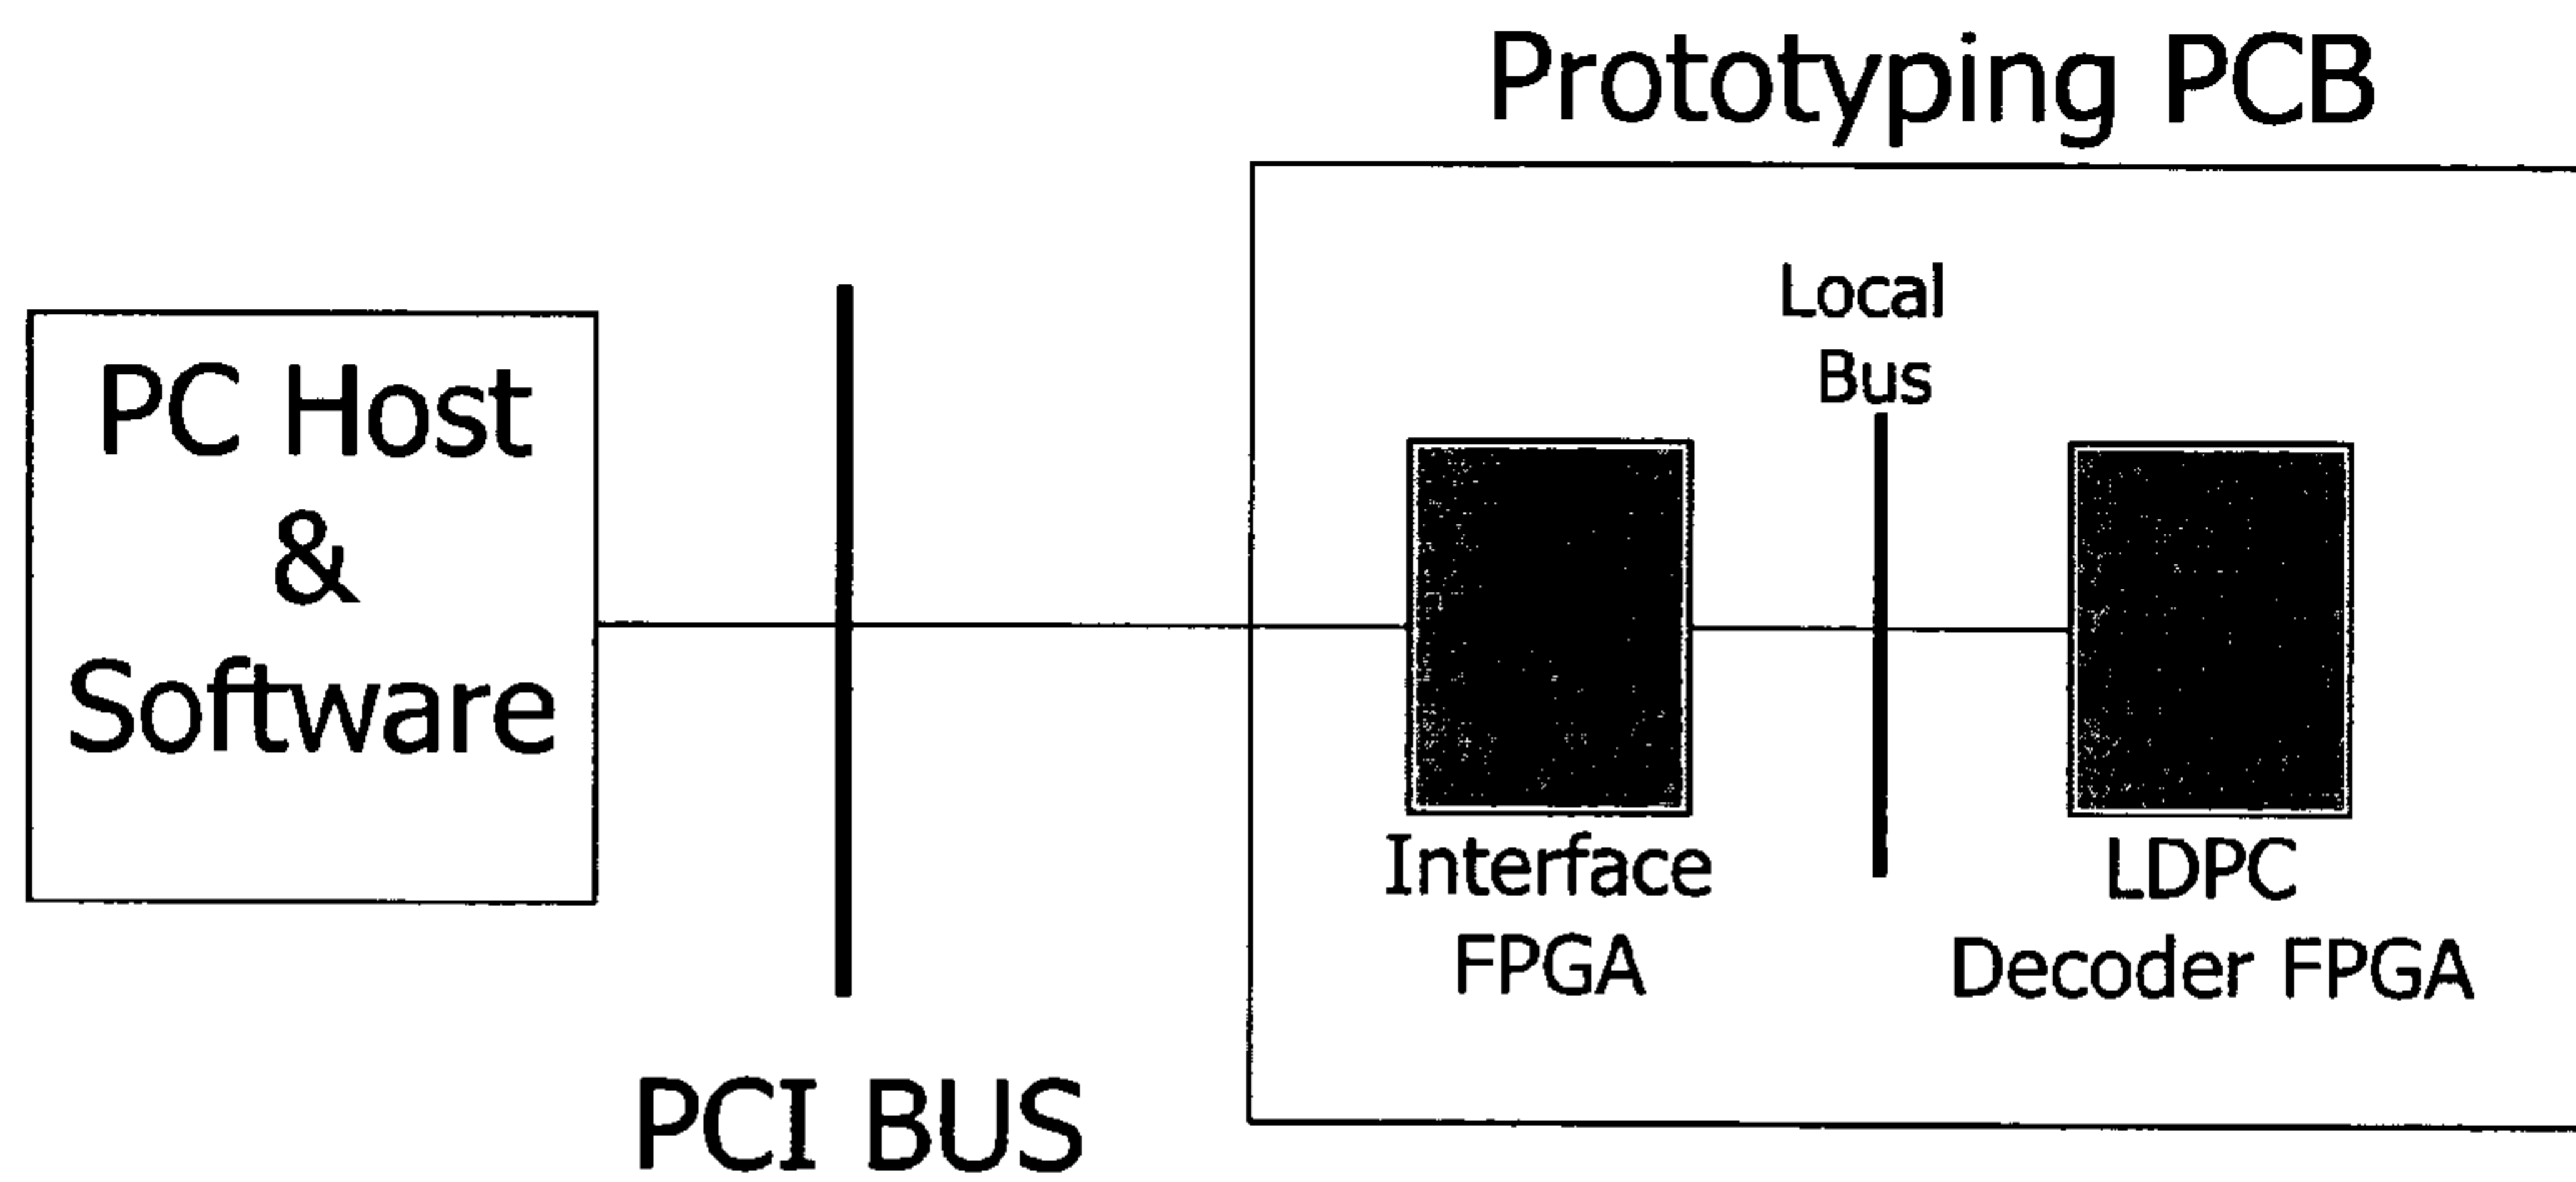 Prototyping PCB
PC Host
&
Software
PCI BUS
Local
Bus
Interface
FPGA
LDPC
Decoder FPGA